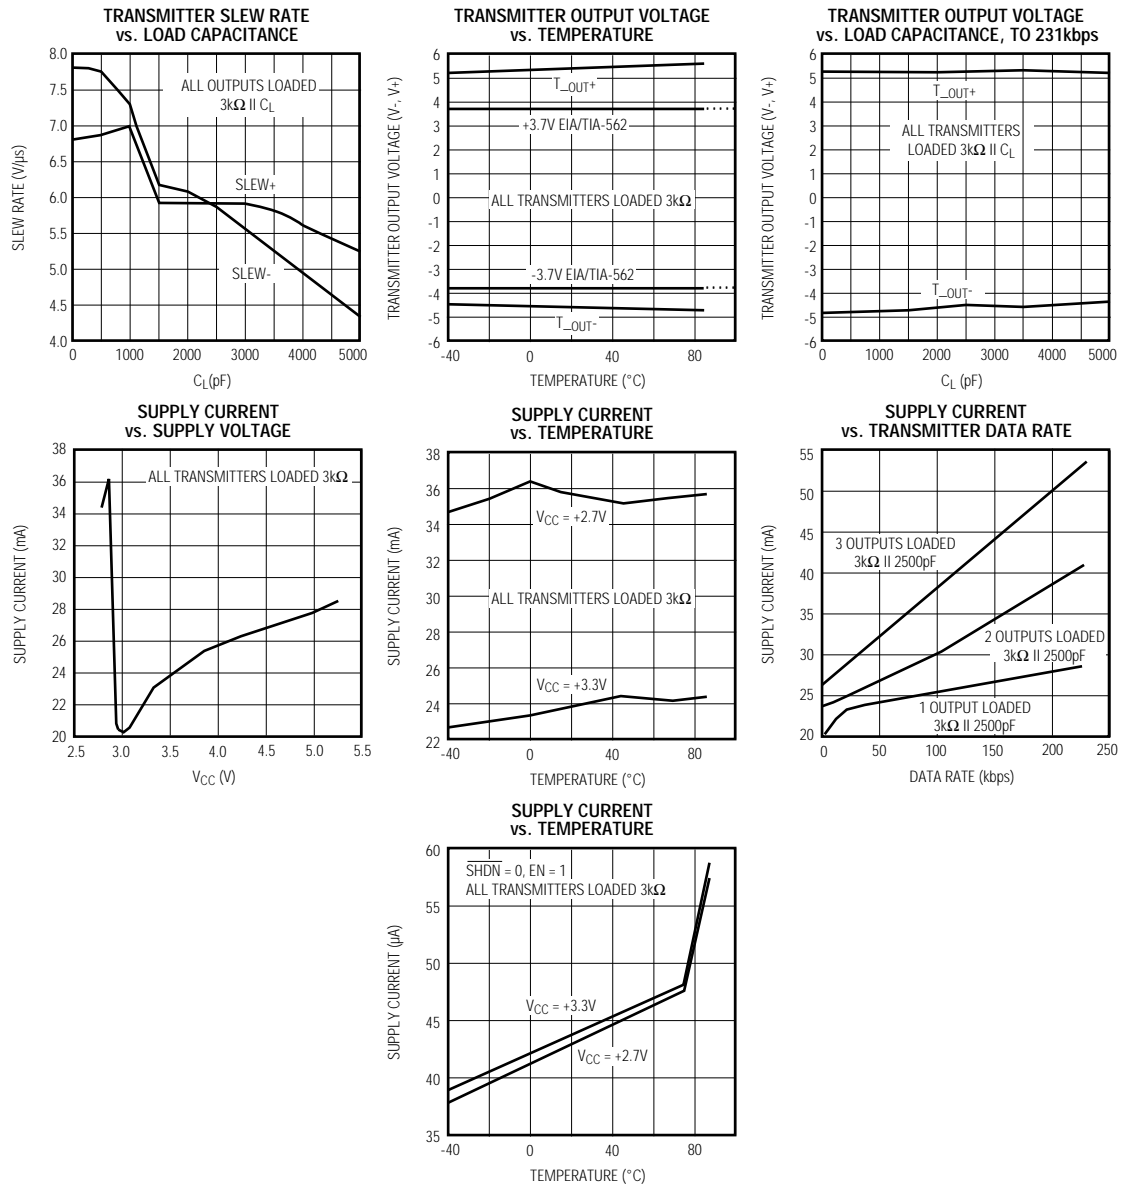 TRANSMITTER SLEW RATE
vs. LOAD CAPACITANCE
8.0
7.5
7.0
6.5
6.0
5.5
5.0
4.5
4.0
SLEW RATE (V/µs)
ALL OUTPUTS LOADED
3kΩ II CL
SLEW+
SLEW-
0 1000 2000 3000 4000 5000
CL(pF)
TRANSMITTER OUTPUT VOLTAGE
vs. TEMPERATURE
6
5
4
3
2
1
0
-1
-2
-3
-4
-5
-6
TRANSMITTER OUTPUT VOLTAGE (V-, V+)
T_OUT+
+3.7V EIA/TIA-562
ALL TRANSMITTERS LOADED 3kΩ
-3.7V EIA/TIA-562
T_OUT-
-40 0 40 80
TEMPERATURE (°C)
TRANSMITTER OUTPUT VOLTAGE
vs. LOAD CAPACITANCE, TO 231kbps
6
5
4
3
2
1
0
-1
-2
-3
-4
-5
-6
TRANSMITTER OUTPUT VOLTAGE (V-, V+)
T_OUT+
ALL TRANSMITTERS
LOADED 3kΩ II CL
T_OUT-
0 1000 2000 3000 4000 5000
CL (pF)
SUPPLY CURRENT
vs. SUPPLY VOLTAGE
38
36
34
32
30
28
26
24
22
20
SUPPLY CURRENT (mA)
ALL TRANSMITTERS LOADED 3kΩ
2.5 3.0 3.5 4.0 4.5 5.0 5.5
VCC (V)
SUPPLY CURRENT
vs. TEMPERATURE
38
36
34
32
30
28
26
24
22
SUPPLY CURRENT (mA)
VCC = +2.7V
ALL TRANSMITTERS LOADED 3kΩ
VCC = +3.3V
-40 0 40 80
TEMPERATURE (°C)
SUPPLY CURRENT
vs. TRANSMITTER DATA RATE
55
50
45
40
35
30
25
20
SUPPLY CURRENT (mA)
3 OUTPUTS LOADED
3kΩ II 2500pF
2 OUTPUTS LOADED
3kΩ II 2500pF
1 OUTPUT LOADED
3kΩ II 2500pF
0 50 100 150 200 250
DATA RATE (kbps)
SUPPLY CURRENT
vs. TEMPERATURE
60
55
50
45
40
35
SUPPLY CURRENT (µA)
SHDN = 0, EN = 1
ALL TRANSMITTERS LOADED 3kΩ
VCC = +3.3V
VCC = +2.7V
-40 0 40 80
TEMPERATURE (°C)